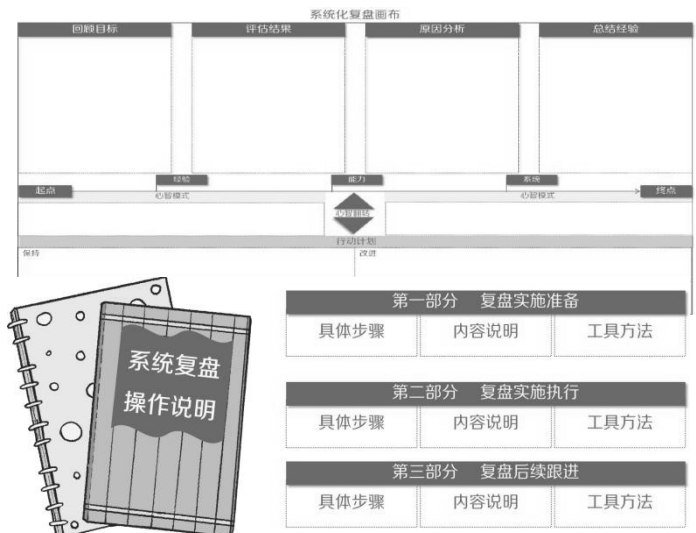 系统化复盘画布
回顾目标 评估结果 原因分析 总结经验
经验 能力 系统
起点 心智模式 心智模式 终点
心智翻转
行动计划
保持 改进
系统复盘
操作说明
第一部分 复盘实施准备
具体步骤 内容说明 工具方法
第二部分 复盘实施执行
具体步骤 内容说明 工具方法
第三部分 复盘后续跟进
具体步骤 内容说明 工具方法